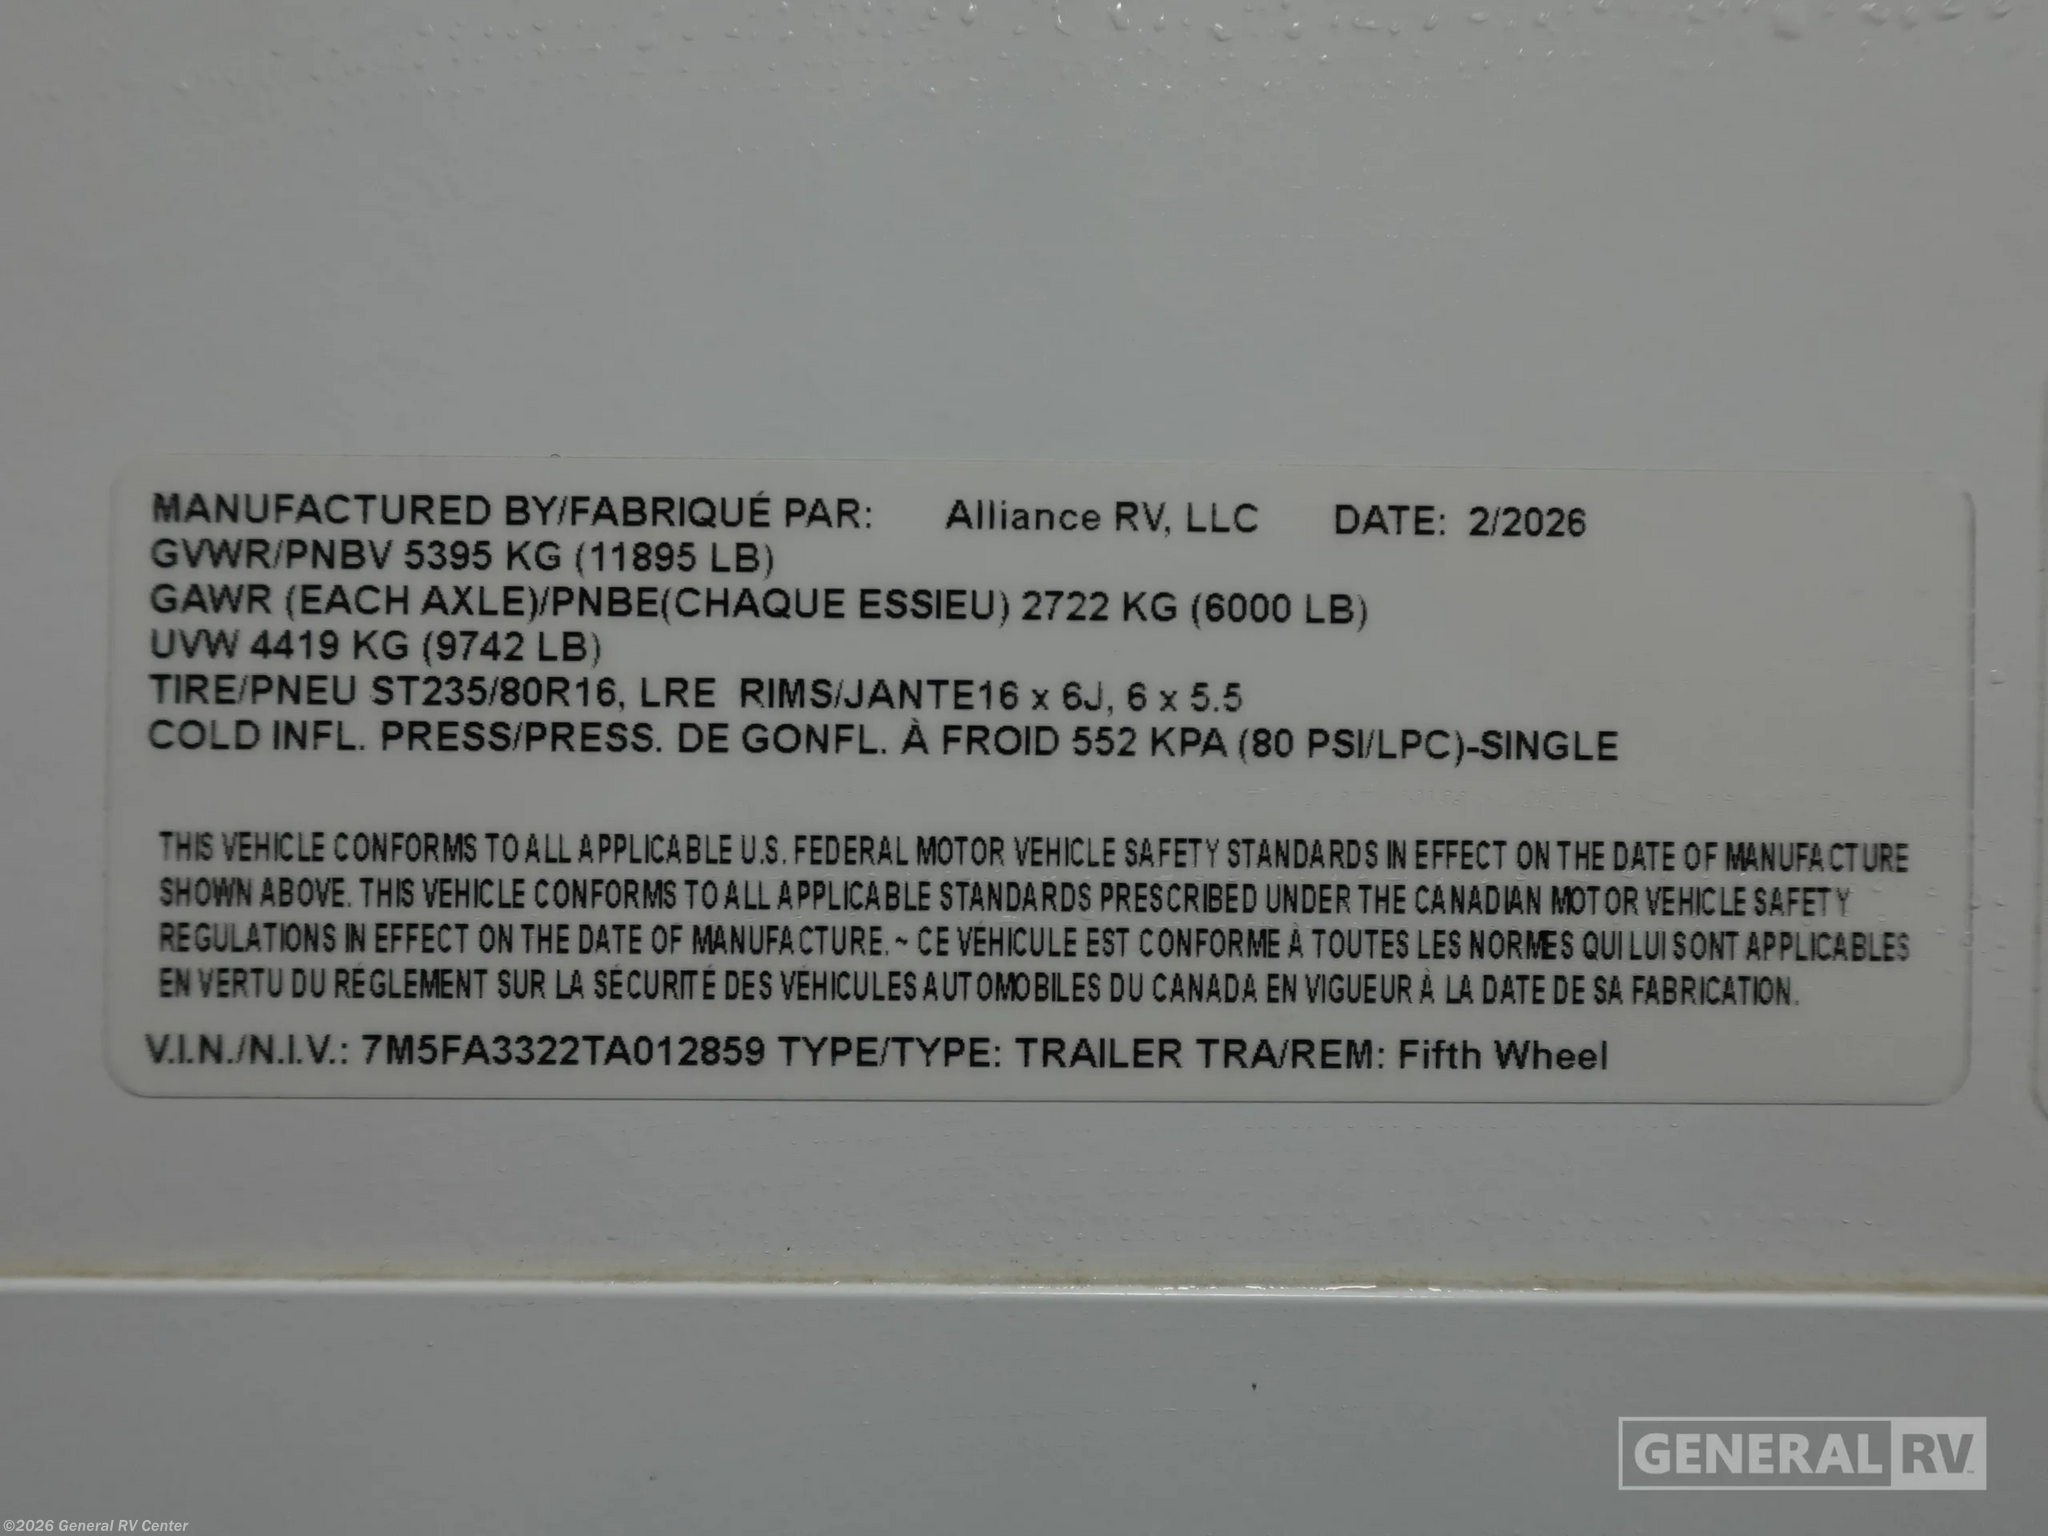 MANUFACTURED BY/FABRIQUÉ PAR: Alliance RV, LLC DATE: 2/2026
GVWR/PNBV 5395 KG (11895 LB)
GAWR (EACH AXLE)/PNBE(CHAQUE ESSIEU) 2722 KG (6000 LB)
UVW 4419 KG (9742 LB)
TIRE/PNEU ST235/80R16, LRE RIMS/JANTE16 x 6J, 6 x 5.5
COLD INFL. PRESS/PRESS. DE GONFL. À FROID 552 KPA (80 PSI/LPC)-SINGLE
THIS VEHICLE CONFORMS TO ALL APPLICABLE U.S. FEDERAL MOTOR VEHICLE SAFETY STANDARDS IN EFFECT ON THE DATE OF MANUFACTURE
SHOWN ABOVE. THIS VEHICLE CONFORMS TO ALL APPLICABLE STANDARDS PRESCRIBED UNDER THE CANADIAN MOTOR VEHICLE SAFETY
REGULATIONS IN EFFECT ON THE DATE OF MANUFACTURE. ~ CE VÉHICULE EST CONFORME À TOUTES LES NORMES QUI LUI SONT APPLICABLES
EN VERTU DU RÉGLEMENT SUR LA SÉCURITÉ DES VÉHICULES AUTOMOBILES DU CANADA EN VIGUEUR À LA DATE DE SA FABRICATION.
V.I.N./N.I.V.: 7M5FA3322TA012859 TYPE/TYPE: TRAILER TRA/REM: Fifth Wheel
GENERAL RV
©2026 General RV Center